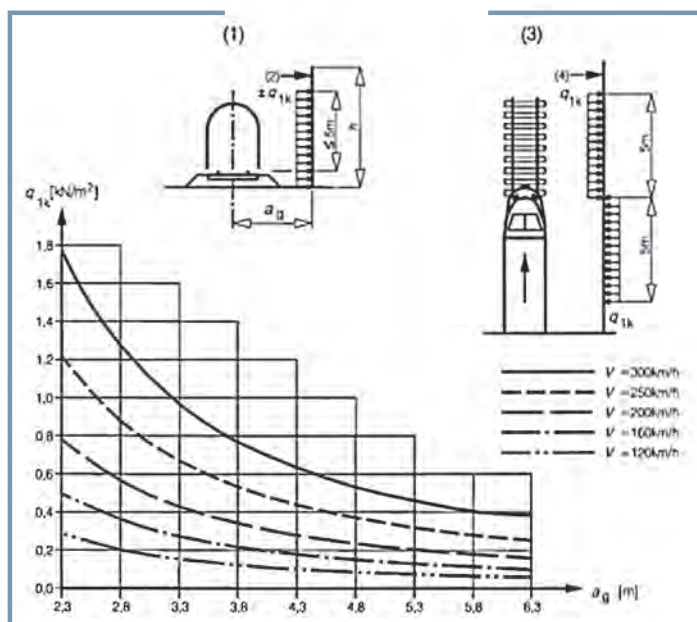 (1)
(3)
(2)
± q1k
≤ 5m
h
ag
(4)
q1k
5m
5m
q1k
q1k [kN/m²]
1,8
1,6
1,4
1,2
1,0
0,8
0,6
0,4
0,2
0,0
2,3 2,8 3,3 3,8 4,3 4,8 5,3 5,8 6,3
ag [m]
V = 300km/h
V = 250km/h
V = 200km/h
V = 160km/h
V = 120km/h